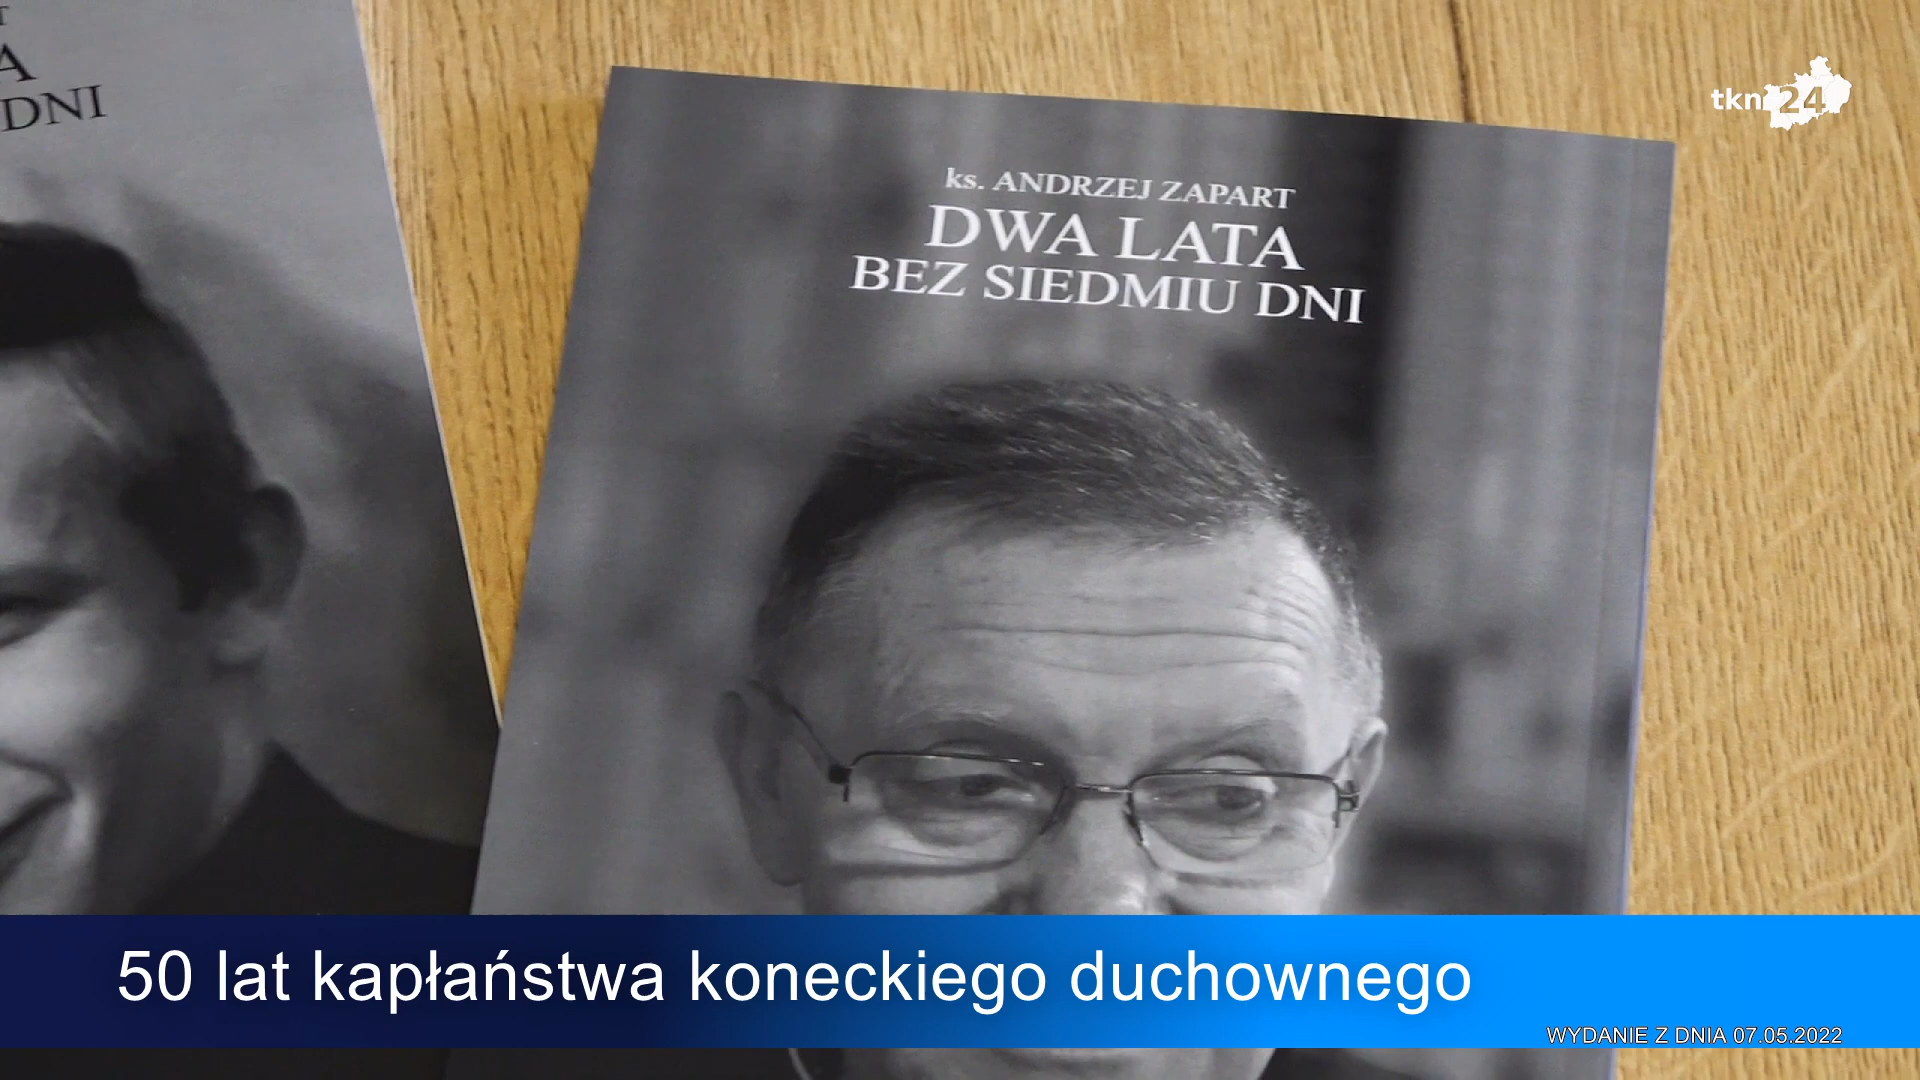 A
DNI
ks. ANDRZEJ ZAPART
DWA LATA
BEZ SIEDMIU DNI
tkn24
50 lat kapłaństwa koneckiego duchownego
WYDANIE Z DNIA 07.05.2022